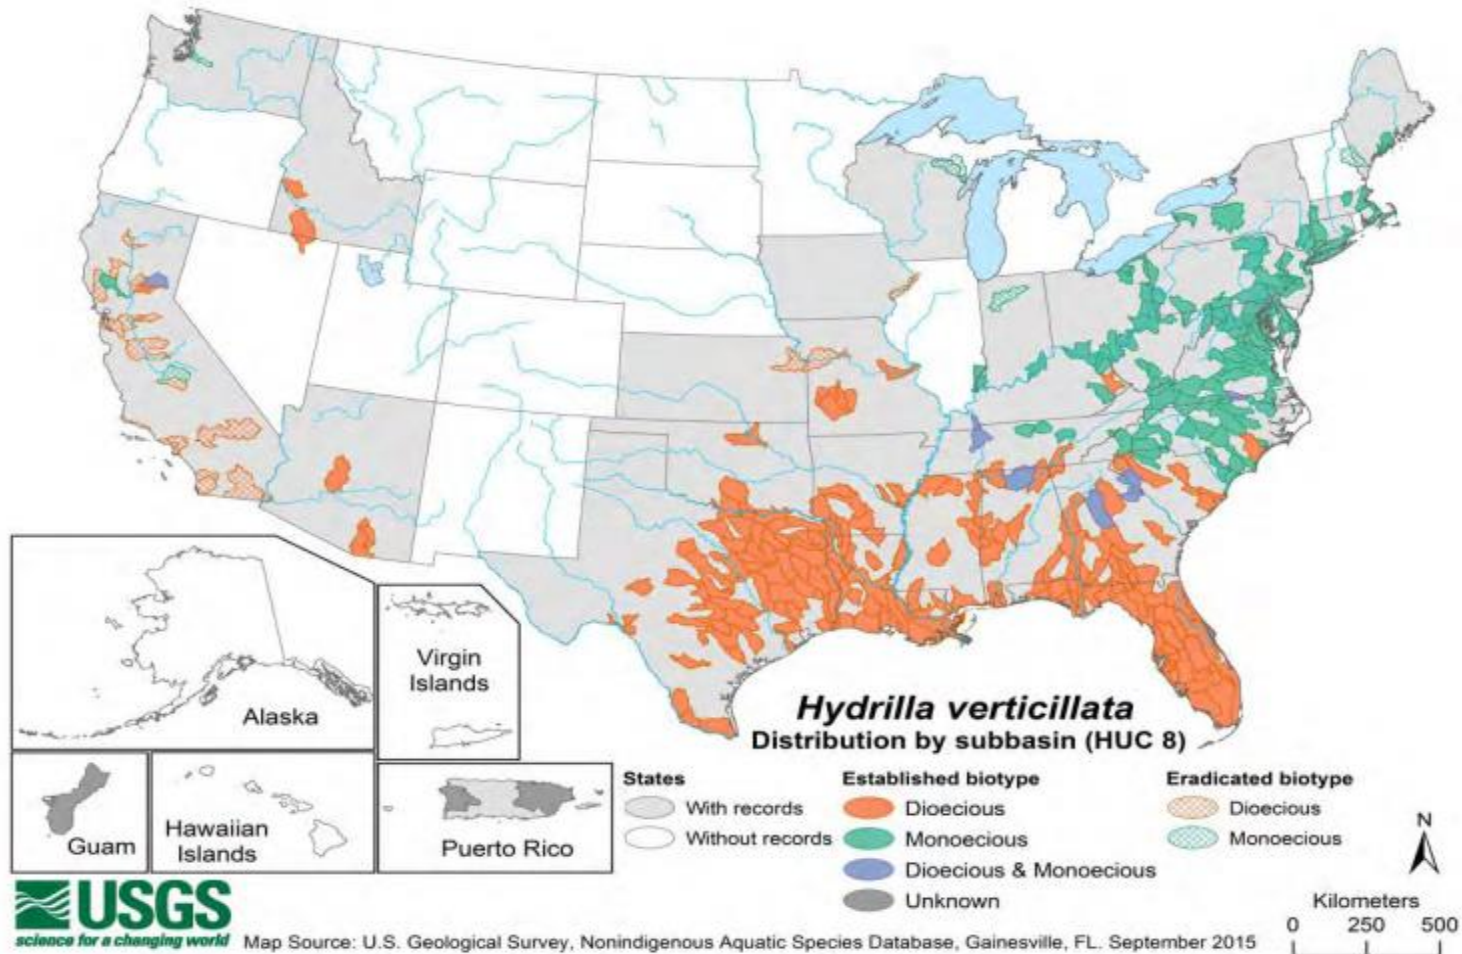 Alaska
Virgin
Islands
Guam
Hawaiian
Islands
Puerto Rico
Hydrilla verticillata
Distribution by subbasin (HUC 8)
States
With records
Without records
Established biotype
Dioecious
Monoecious
Dioecious & Monoecious
Unknown
Eradicated biotype
Dioecious
Monoecious
N
Kilometers
0 250 500
USGS
science for a changing world
Map Source: U.S. Geological Survey, Nonindigenous Aquatic Species Database, Gainesville, FL. September 2015